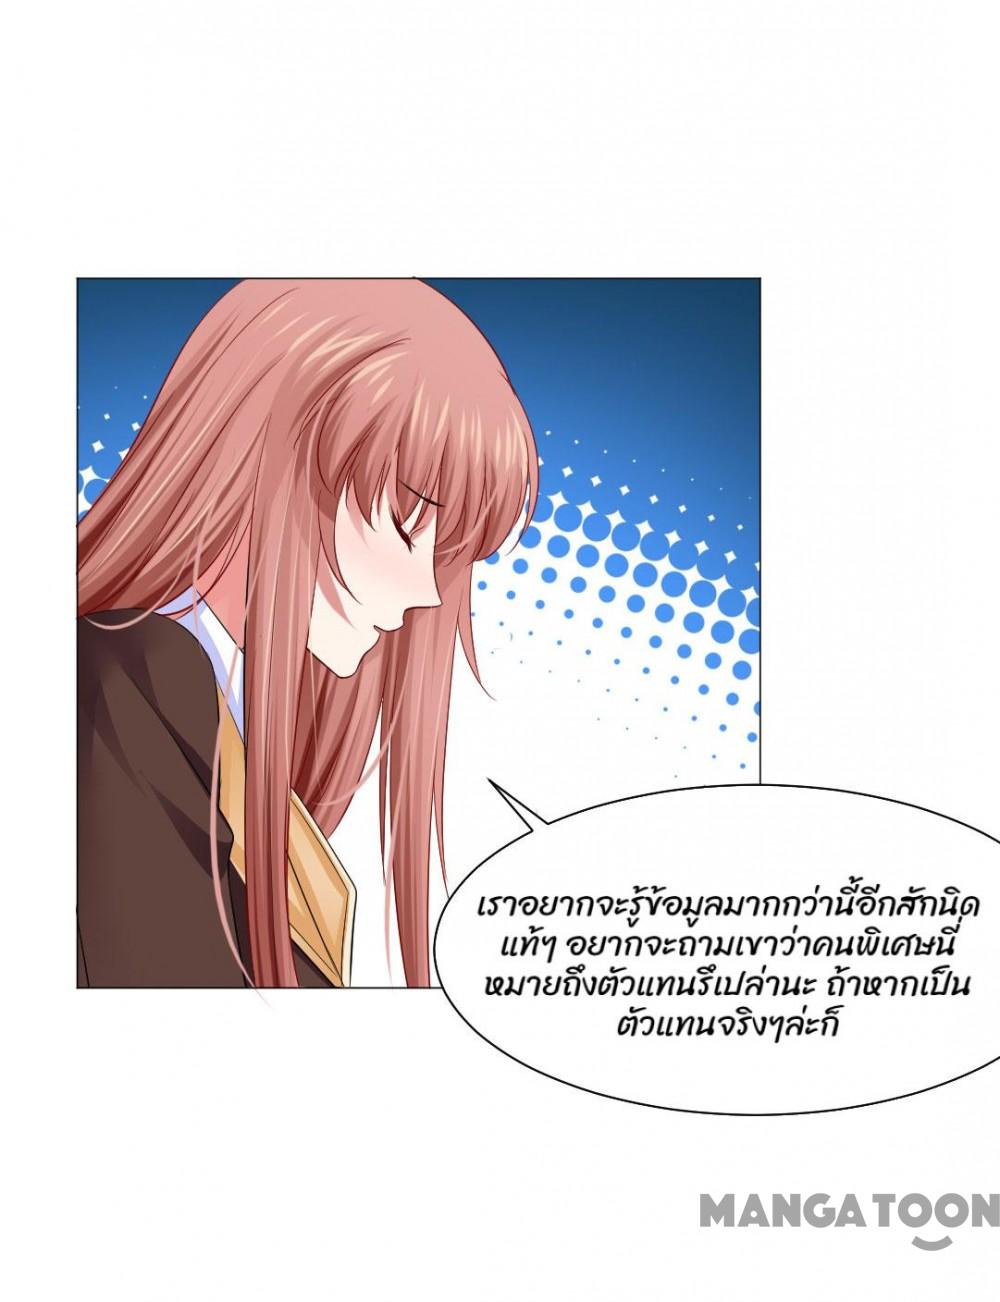 เราอยากจะรู้ข้อมูลมากกว่านี้อีกสักนิด
แท้ๆ อยากจะถามเขาว่าคนพิเศษนี่
หมายถึงตัวแทนรึเปล่านะ ถ้าหากเป็น
ตัวแทนจริงๆล่ะก็
MANGATOON